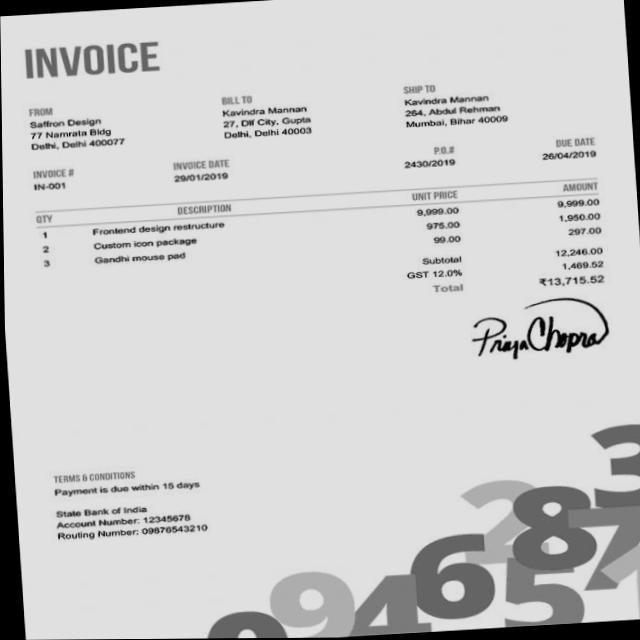 INVOICE
FROM
Saffron Design
77 Namrata Bldg
Delhi, Delhi 400077
BILL TO
Kavindra Mannan
27, Dlf City, Gupta
Delhi, Delhi 40003
SHIP TO
Kavindra Mannan
264, Abdul Rehman
Mumbai, Bihar 40009
INVOICE #
IN-001
INVOICE DATE
29/01/2019
P.O.#
2430/2019
DUE DATE
26/04/2019
QTY DESCRIPTION UNIT PRICE AMOUNT
1 Frontend design restructure 9,999.00 9,999.00
2 Custom icon package 975.00 1,950.00
3 Gandhi mouse pad 99.00 297.00
Subtotal 12,246.00
GST 12.0% 1,469.52
Total ₹13,715.52
Priya Chopra
TERMS & CONDITIONS
Payment is due within 15 days
State Bank of India
Account Number: 12345678
Routing Number: 09876543210
3
2 8 7
9 9 4 6 5